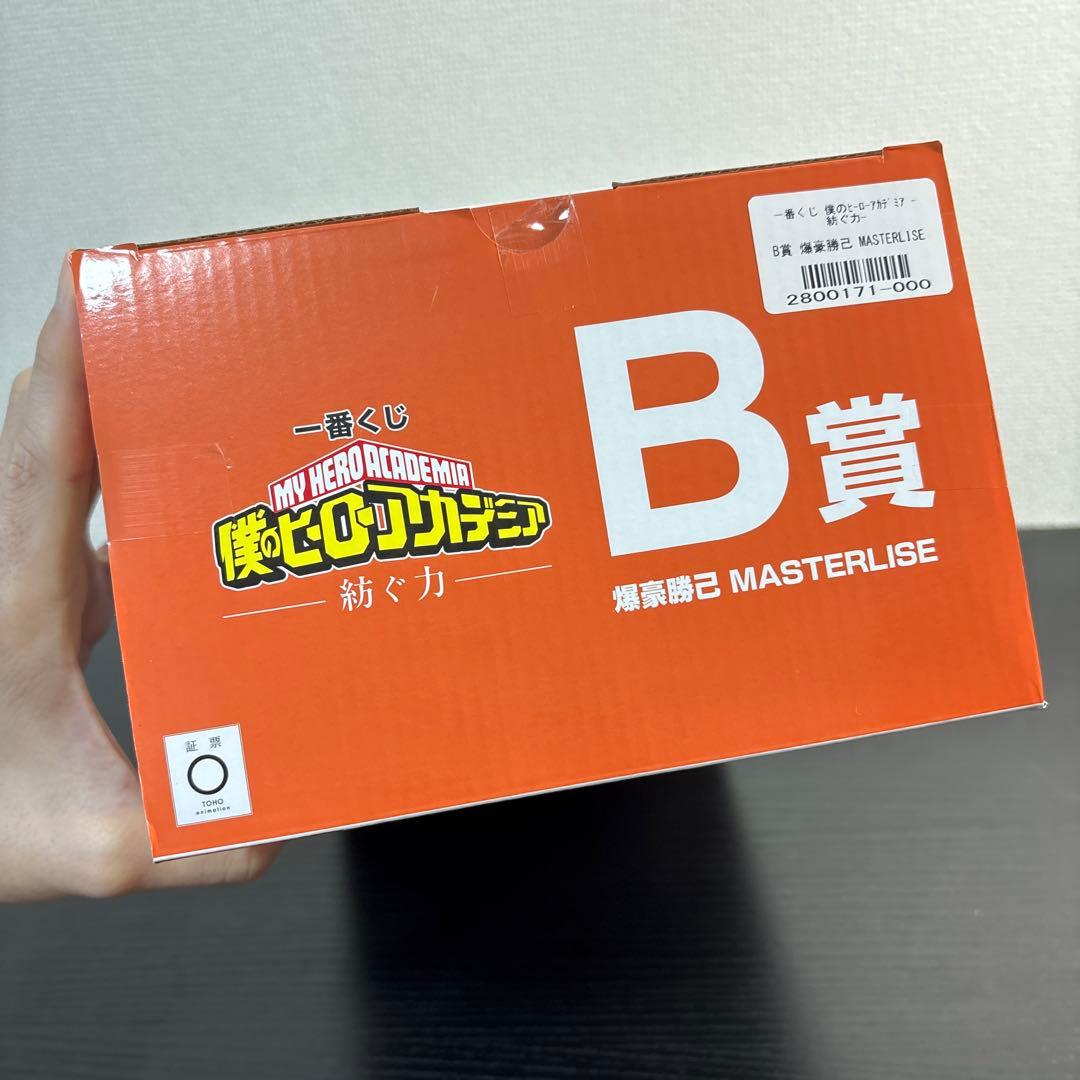 一番くじ 僕のﾋｰﾛｰｱｶﾃﾞﾐｱ -
紡ぐ力-
B賞 爆豪勝己 MASTERLISE
2800171-000
B賞
爆豪勝己 MASTERLISE
一番くじ
MY HERO ACADEMIA
僕のヒーローアカデミア
紡ぐ力
証 票
TOHO
animation